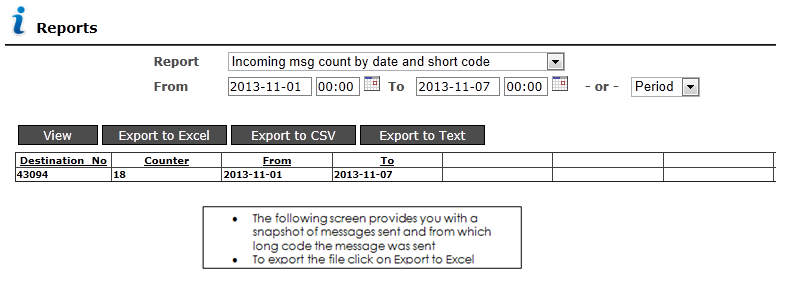 i Reports
Report Incoming msg count by date and short code
From 2013-11-01 00:00 To 2013-11-07 00:00 - or - Period
View Export to Excel Export to CSV Export to Text
Destination_No Counter From To
43094 18 2013-11-01 2013-11-07
• The following screen provides you with a
snapshot of messages sent and from which
long code the message was sent
• To export the file click on Export to Excel